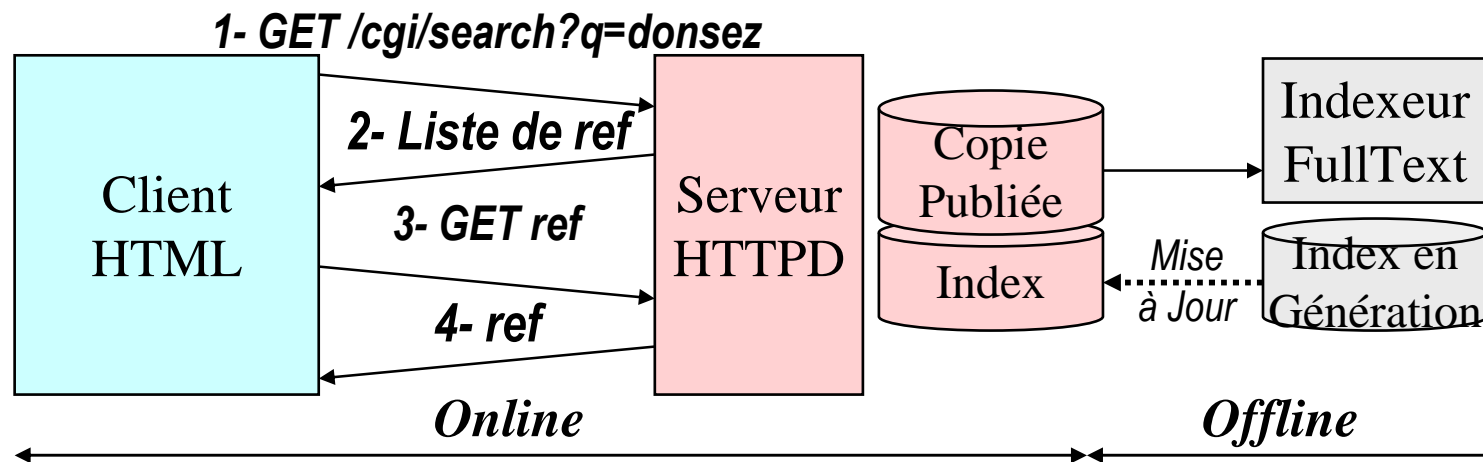 1- GET /cgi/search?q=donsez
2- Liste de ref
3- GET ref
4- ref
Client
HTML
Serveur
HTTPD
Copie
Publiée
Index
Indexeur
FullText
Mise
à Jour
Index en
Génération
Online
Offline